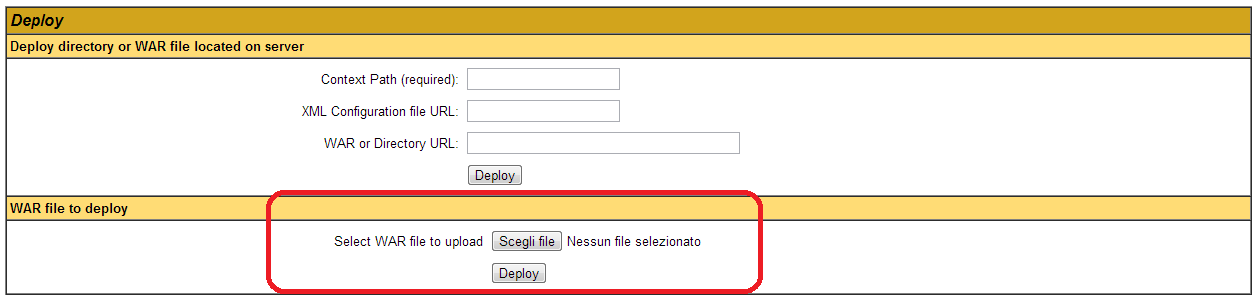 Deploy
Deploy directory or WAR file located on server
Context Path (required):
XML Configuration file URL:
WAR or Directory URL:
Deploy
WAR file to deploy
Select WAR file to upload Scegli file Nessun file selezionato
Deploy